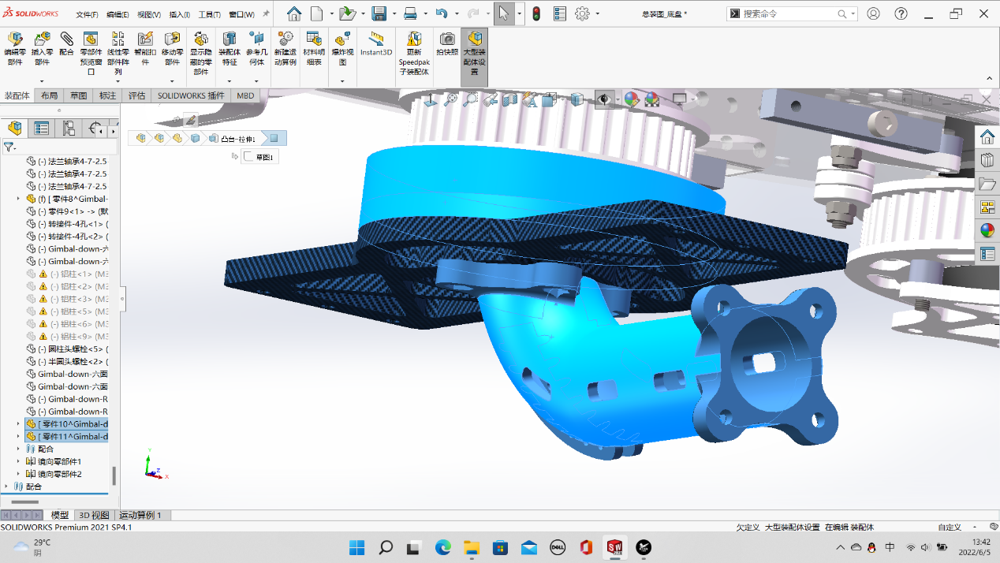 SOLIDWORKS 文件(F) 编辑(E) 视图(V) 插入(I) 工具(T) 窗口(W) 总装图_底盘 * 搜索命令
编辑零部件
插入零部件
配合
零部件预览窗口
线性零部件阵列
智能扣件
移动零部件
显示隐藏的零部件
装配体特征
参考几何体
新建运动算例
材料明细表
爆炸视图
Instant3D
更新 Speedpak 子装配体
拍快照
大型装配体设置
装配体 布局 草图 标注 评估 SOLIDWORKS 插件 MBD
凸台-拉伸1
草图1
(-) 法兰轴承4-7-2.5
(-) 法兰轴承4-7-2.5
(-) 法兰轴承4-7-2.5
(f) [ 零件8^Gimbal-
(-) 零件9<1> -> (默
(-) 转接件-4孔<1> (
(-) 转接件-4孔<2> (
(-) Gimbal-down-六
(-) Gimbal-down-六
(-) 铝柱<1> (M3
(-) 铝柱<2> (M3
(-) 铝柱<3> (M3
(-) 铝柱<5> (M3
(-) 铝柱<6> (M3
(-) 铝柱<9> (M3
(-) 圆柱头螺栓<5> (
(-) 半圆头螺栓<2> (
Gimbal-down-六面
Gimbal-down-六面
(-) Gimbal-down-R
(-) Gimbal-down-R
[ 零件10^Gimbal-d
[ 零件11^Gimbal-d
配合
镜向零部件1
镜向零部件2
配合
Y
Z
X
模型 3D 视图 运动算例 1
SOLIDWORKS Premium 2021 SP4.1 欠定义 大型装配体设置 在编辑 装配体 自定义
29°C
阴
DELL
SW
中
13:42
2022/6/5